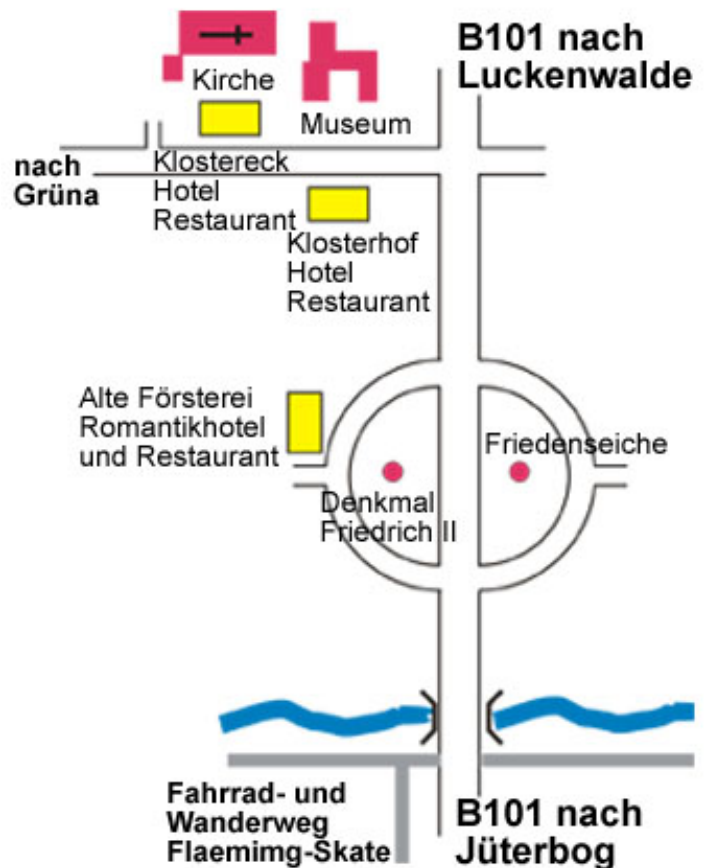 B101 nach
Luckenwalde
Kirche
Museum
nach
Grüna
Klostereck
Hotel
Restaurant
Klosterhof
Hotel
Restaurant
Alte Försterei
Romantikhotel
und Restaurant
Friedenseiche
Denkmal
Friedrich II
Fahrrad- und
Wanderweg
Flaemimg-Skate
B101 nach
Jüterbog